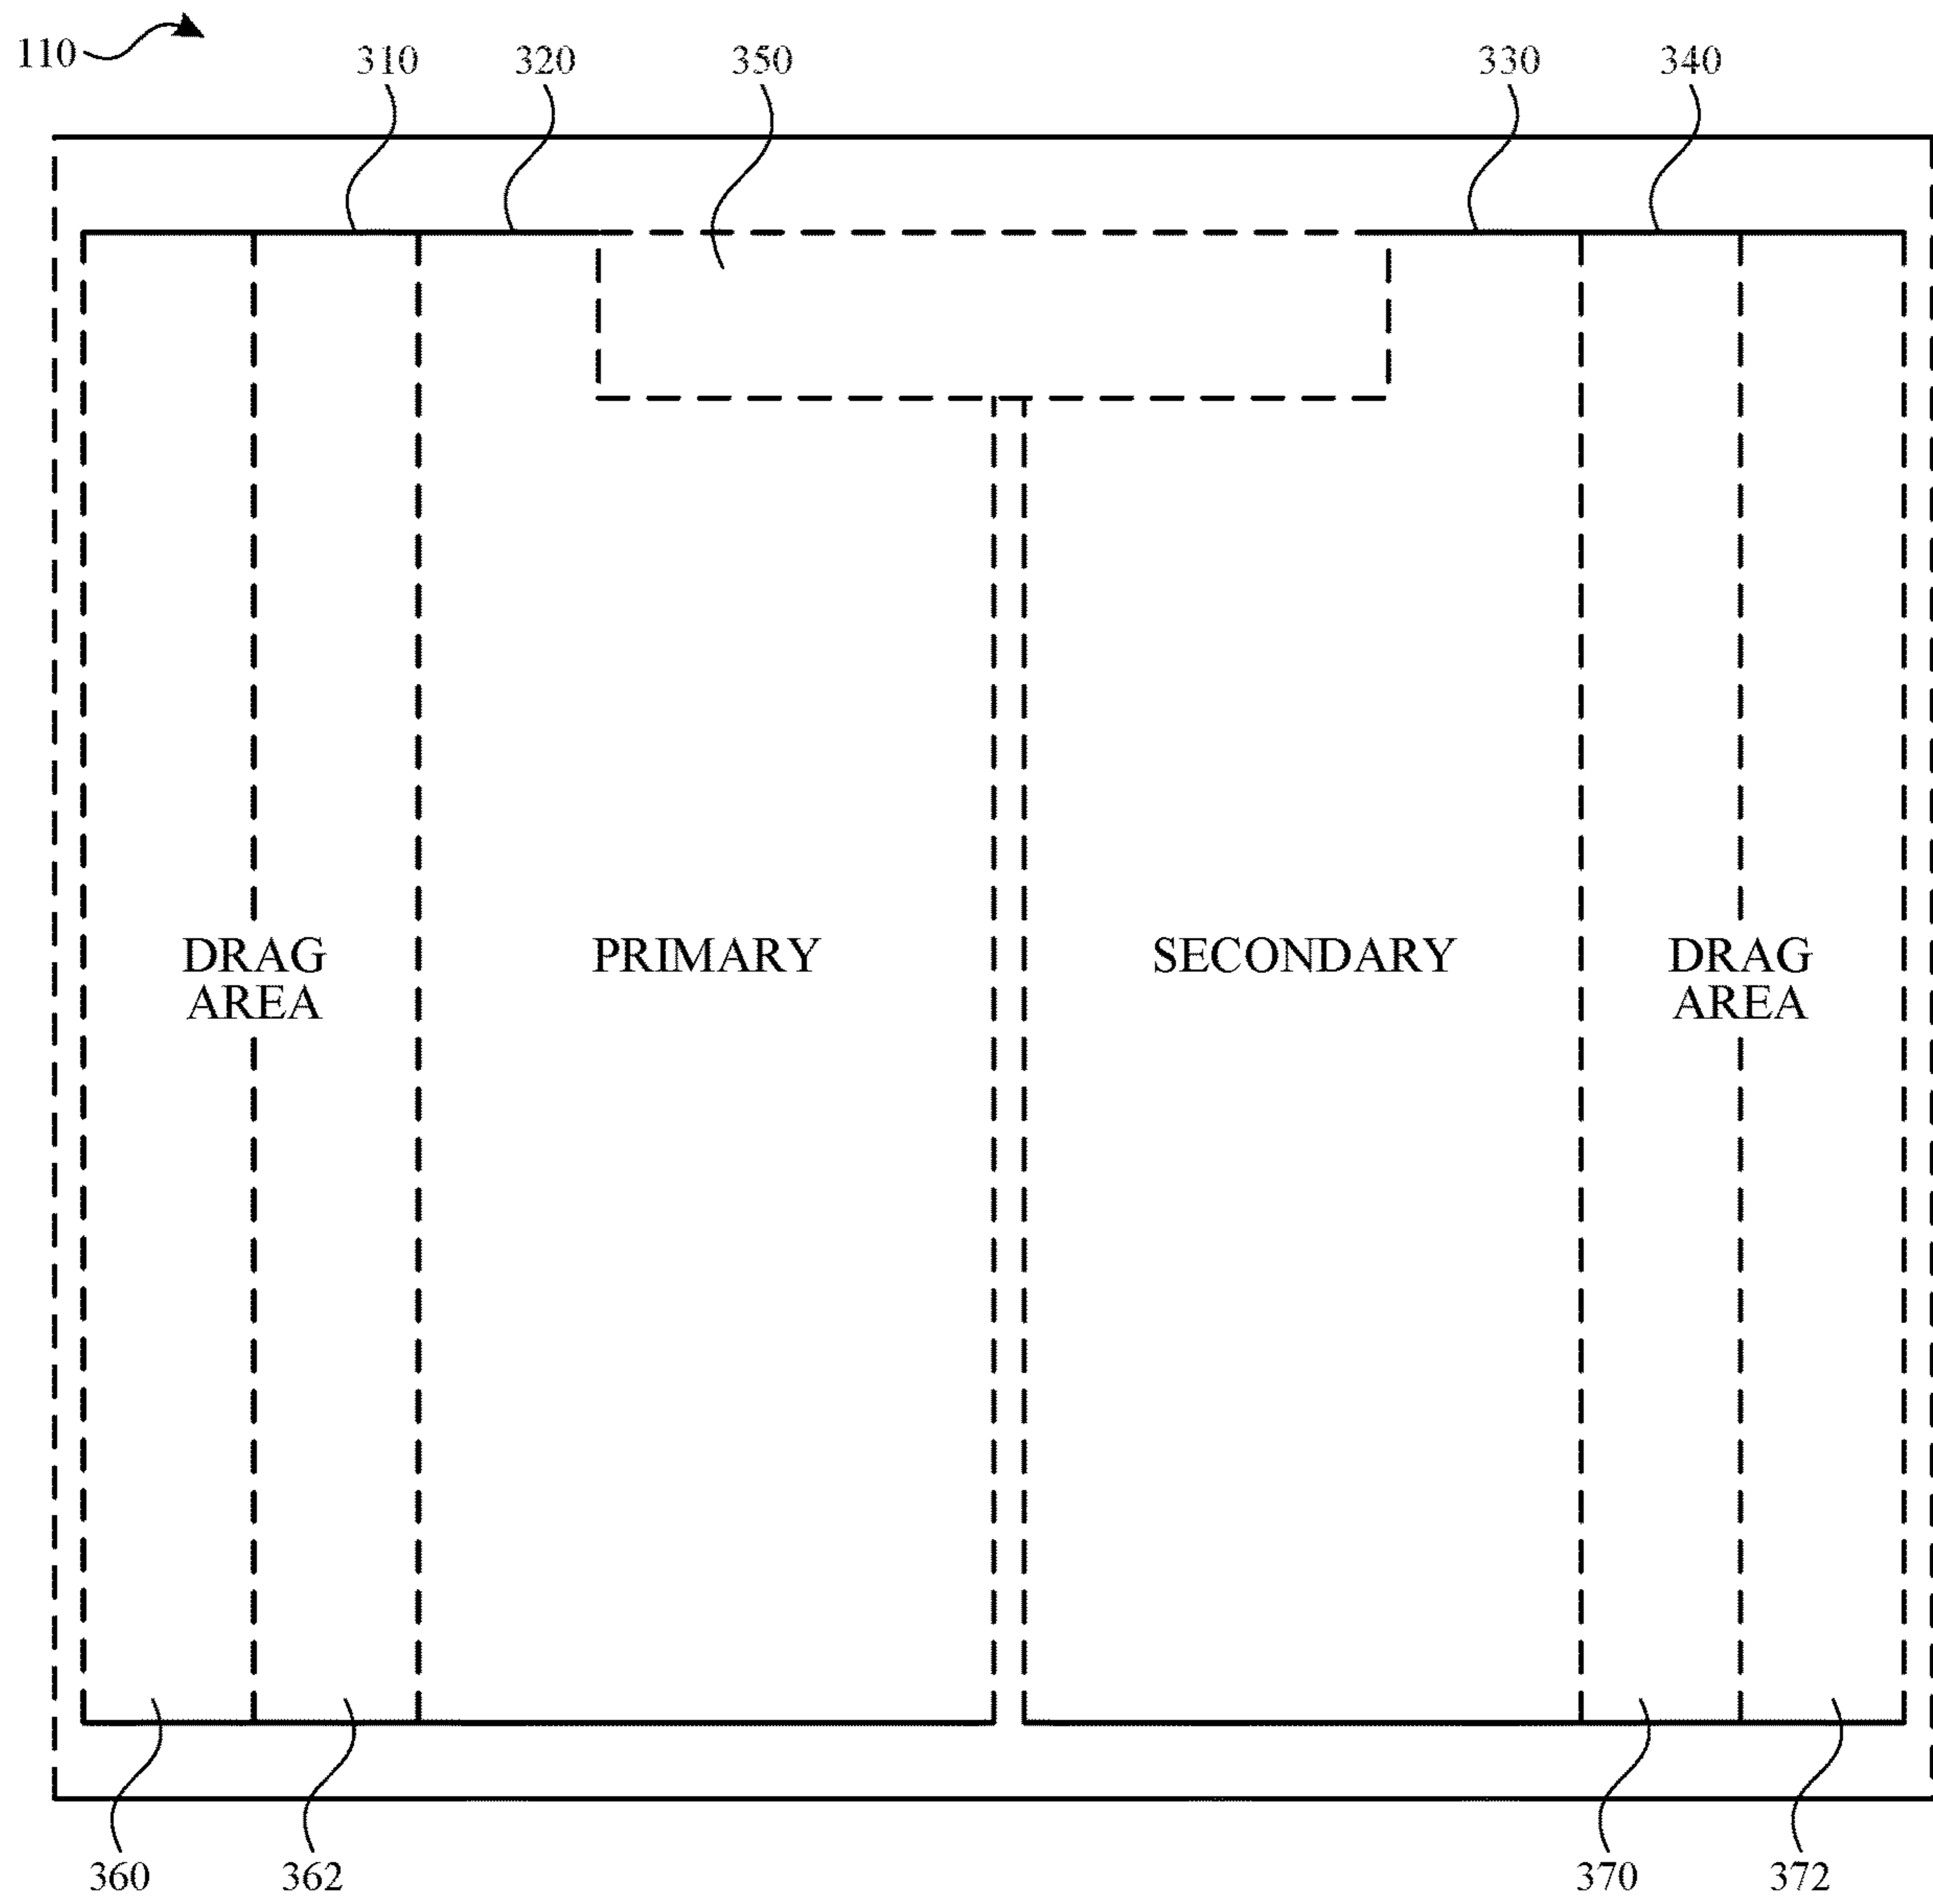 110
310 320 350 330 340
DRAG
AREA
PRIMARY
SECONDARY
DRAG
AREA
360 362 370 372